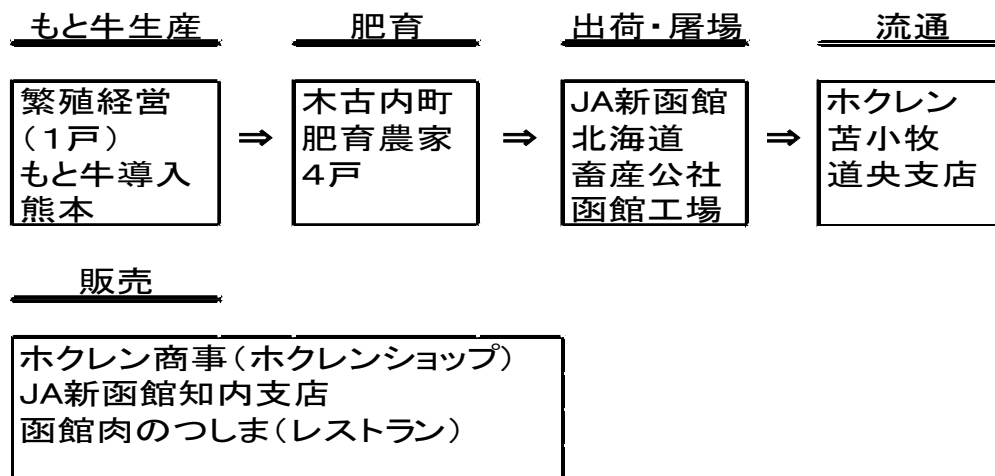 もと牛生産
肥育
出荷・屠場
流通
繁殖経営
(1戸)
もと牛導入
熊本
⇒
木古内町
肥育農家
4戸
⇒
JA新函館
北海道
畜産公社
函館工場
⇒
ホクレン
苫小牧
道央支店
販売
ホクレン商事(ホクレンショップ)
JA新函館知内支店
函館肉のつしま(レストラン)